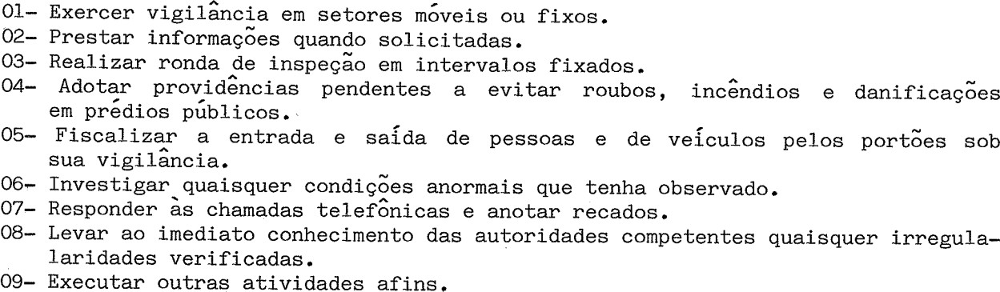 01- Exercer vigilância em setores móveis ou fixos.
02- Prestar informações quando solicitadas.
03- Realizar ronda de inspeção em intervalos fixados.
04- Adotar providências pendentes a evitar roubos, incêndios e danificações
em prédios públicos.
05- Fiscalizar a entrada e saída de pessoas e de veículos pelos portões sob
sua vigilância.
06- Investigar quaisquer condições anormais que tenha observado.
07- Responder às chamadas telefônicas e anotar recados.
08- Levar ao imediato conhecimento das autoridades competentes quaisquer irregula-
laridades verificadas.
09- Executar outras atividades afins.